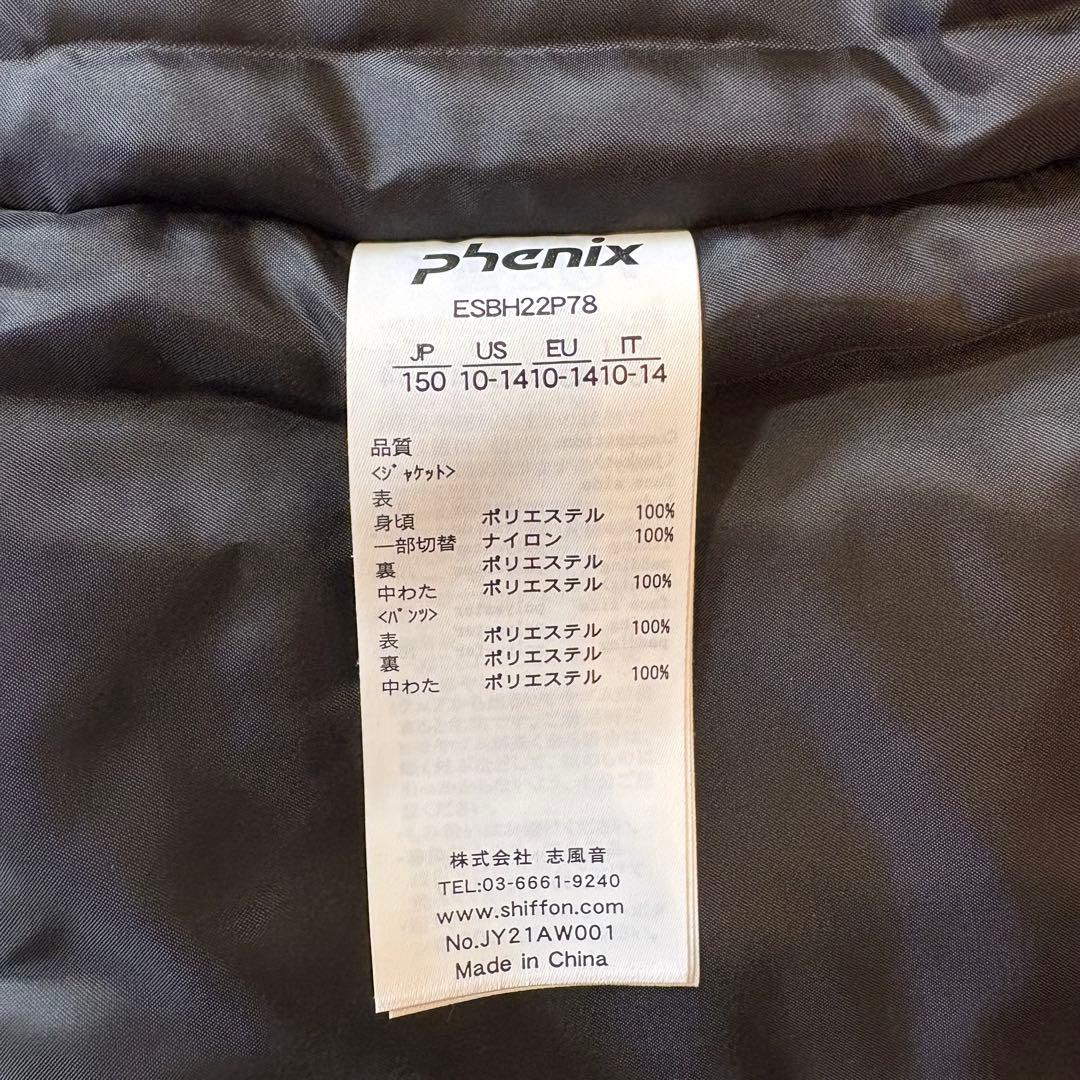 phenix
ESBH22P78
JP US EU IT
150 10-14 10-14 10-14
品質
<ｼﾞｬｹｯﾄ>
表
身頃 ポリエステル 100%
一部切替 ナイロン 100%
裏 ポリエステル
中わた ポリエステル 100%
<ﾊﾟﾝﾂ>
表 ポリエステル 100%
裏 ポリエステル
中わた ポリエステル 100%
株式会社 志風音
TEL:03-6661-9240
www.shiffon.com
No.JY21AW001
Made in China